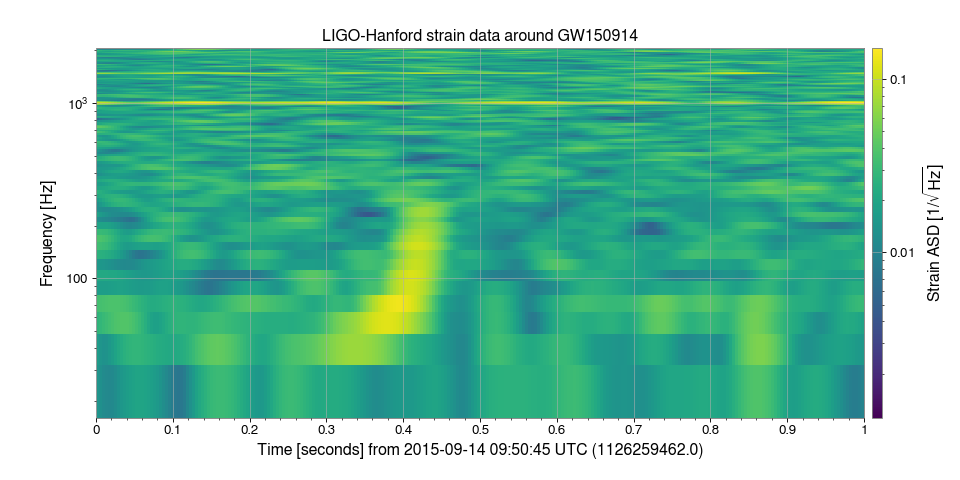 LIGO-Hanford strain data around GW150914
Frequency [Hz]
10³
100
0 0.1 0.2 0.3 0.4 0.5 0.6 0.7 0.8 0.9 1
Time [seconds] from 2015-09-14 09:50:45 UTC (1126259462.0)
0.1
0.01
Strain ASD [1/√Hz]